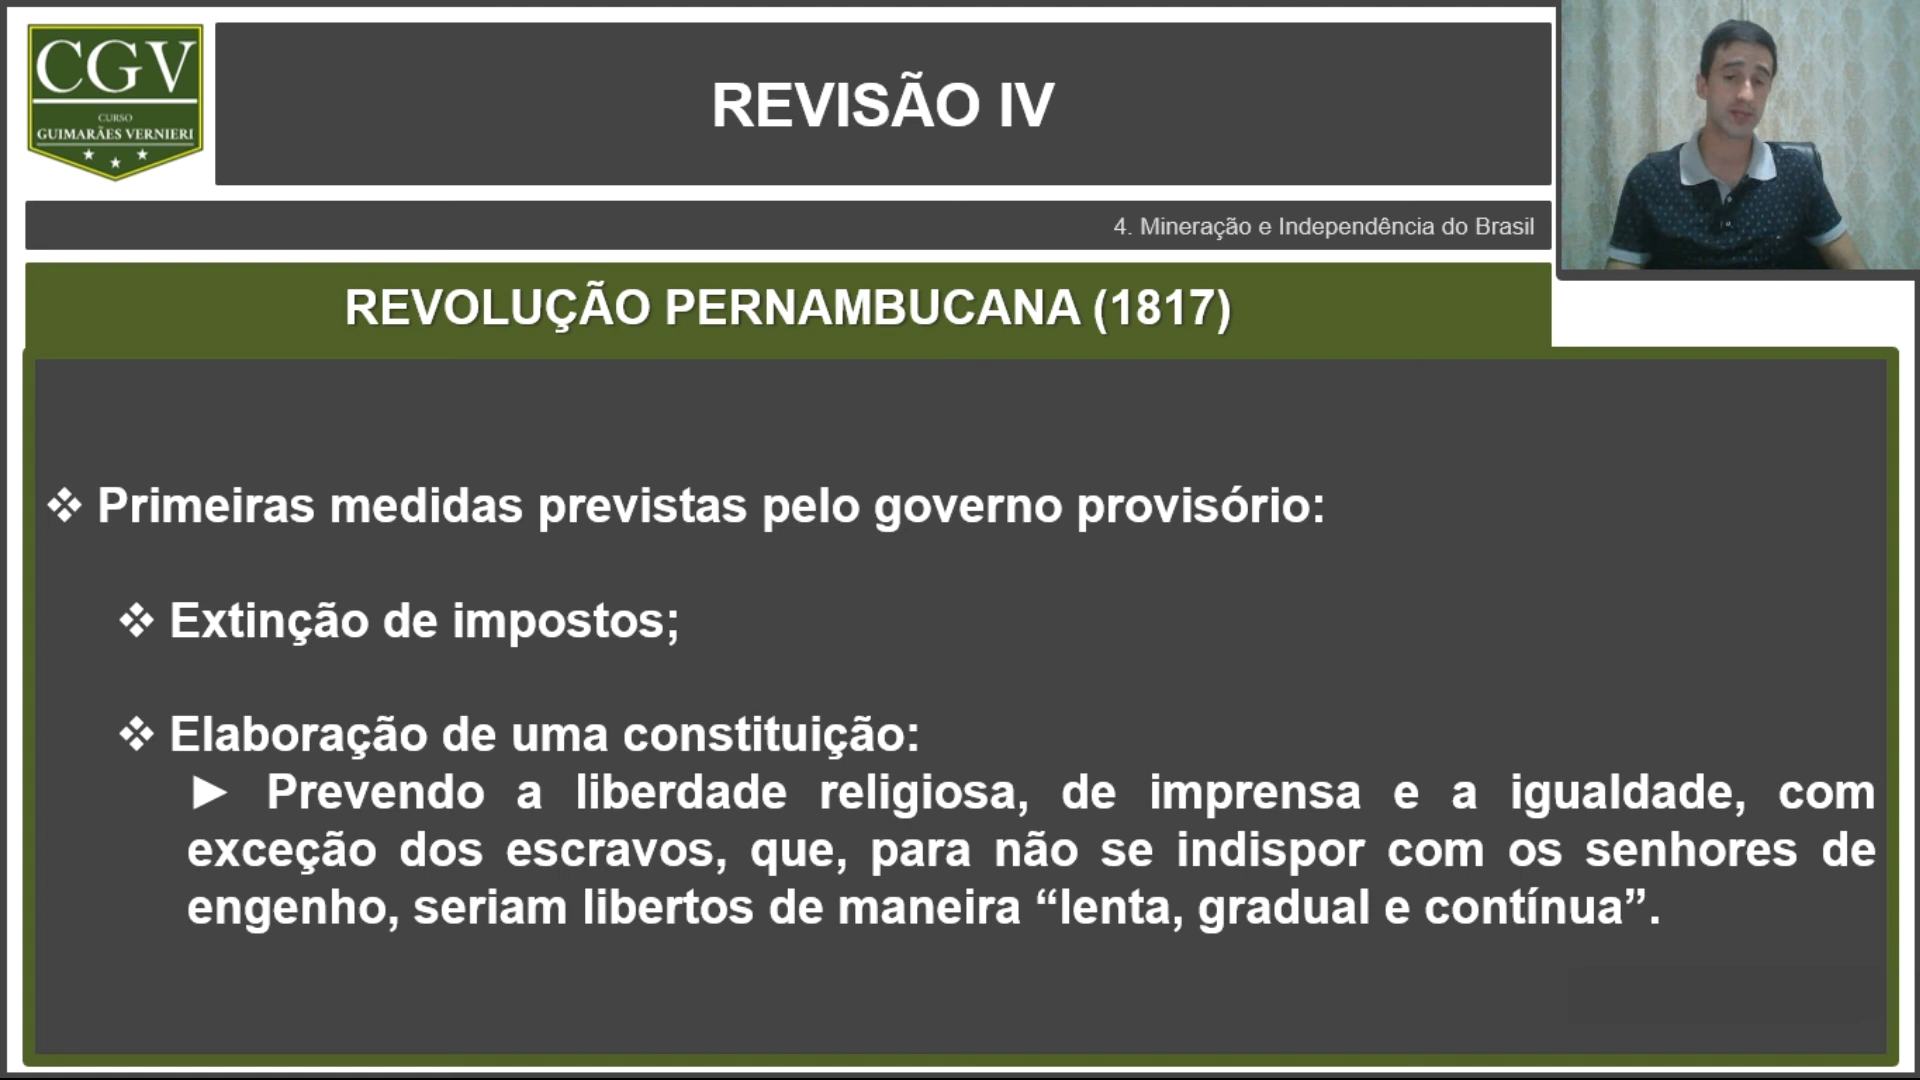 CGV
CURSO
GUIMARÃES VERNIERI
REVISÃO IV
4. Mineração e Independência do Brasil
REVOLUÇÃO PERNAMBUCANA (1817)
❖ Primeiras medidas previstas pelo governo provisório:
❖ Extinção de impostos;
❖ Elaboração de uma constituição:
► Prevendo a liberdade religiosa, de imprensa e a igualdade, com
exceção dos escravos, que, para não se indispor com os senhores de
engenho, seriam libertos de maneira “lenta, gradual e contínua”.